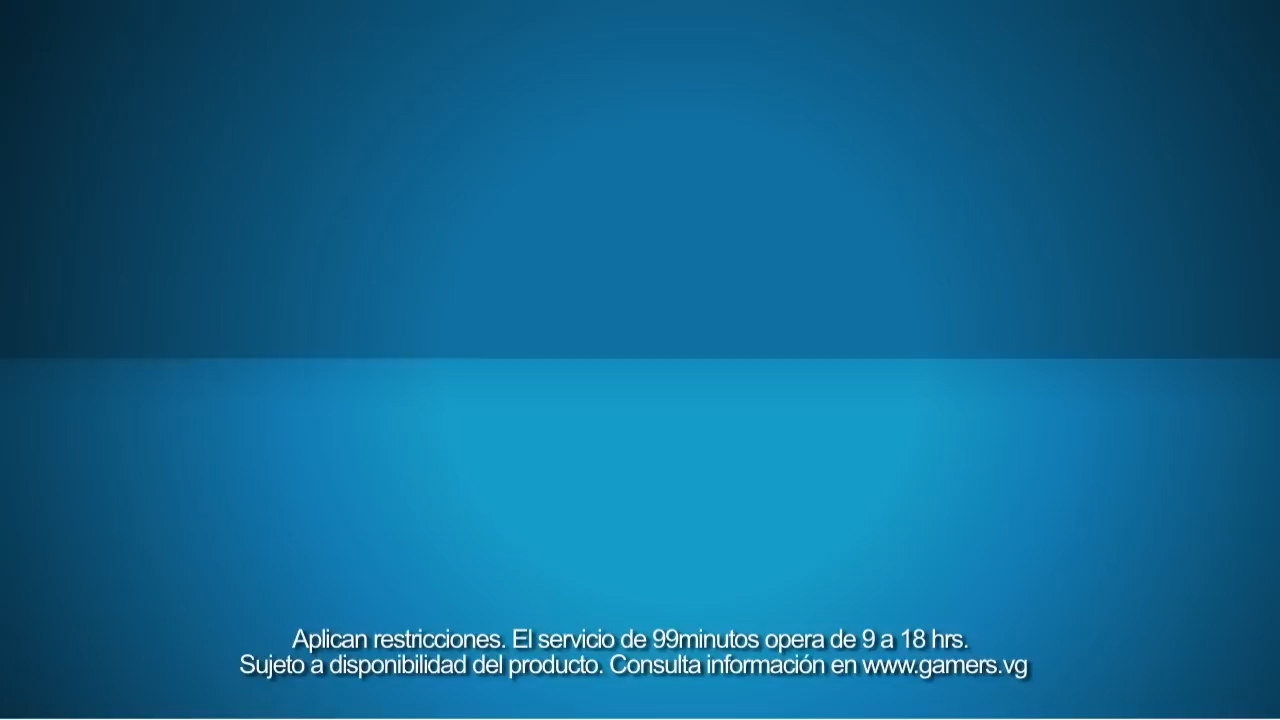 Aplican restricciones. El servicio de 99minutos opera de 9 a 18 hrs.
Sujeto a disponibilidad del producto. Consulta información en www.gamers.vg